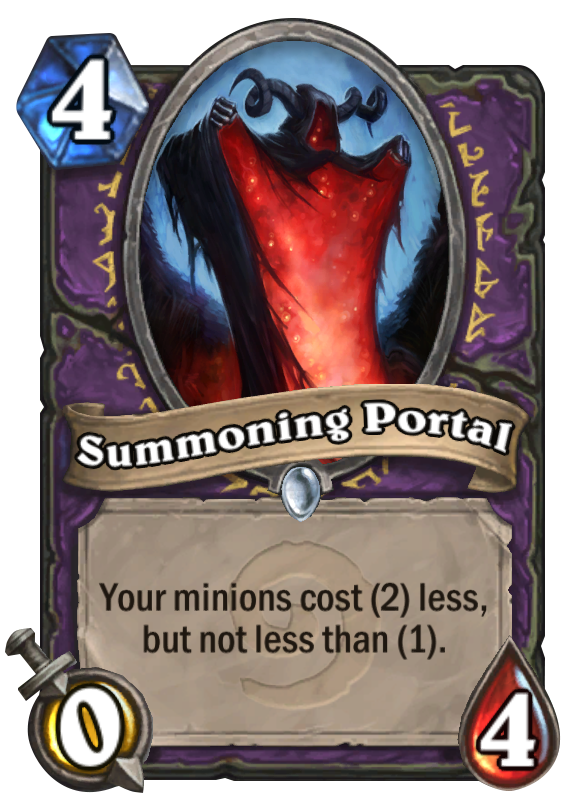 4
Summoning Portal
Your minions cost (2) less,
but not less than (1).
0
4